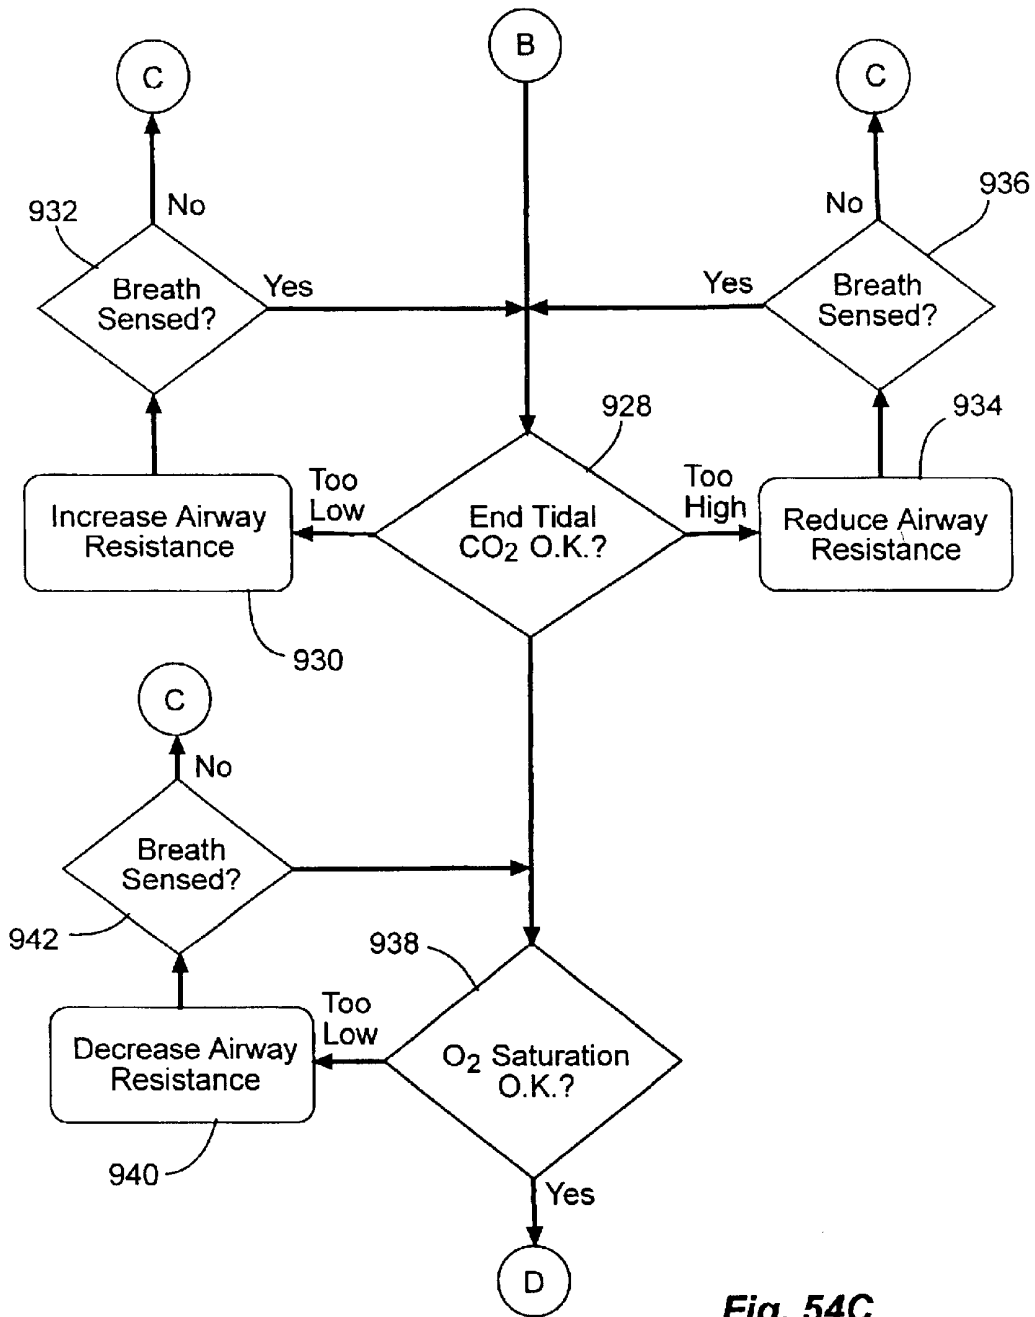 B
C
C
No
No
932
936
Breath
Sensed?
Yes
Yes
Breath
Sensed?
928
934
Too
Low
Too
High
Increase Airway
Resistance
End Tidal
CO2 O.K.?
Reduce Airway
Resistance
930
C
No
Breath
Sensed?
942
938
Too
Low
Decrease Airway
Resistance
O2 Saturation
O.K.?
940
Yes
D
Fig. 54C